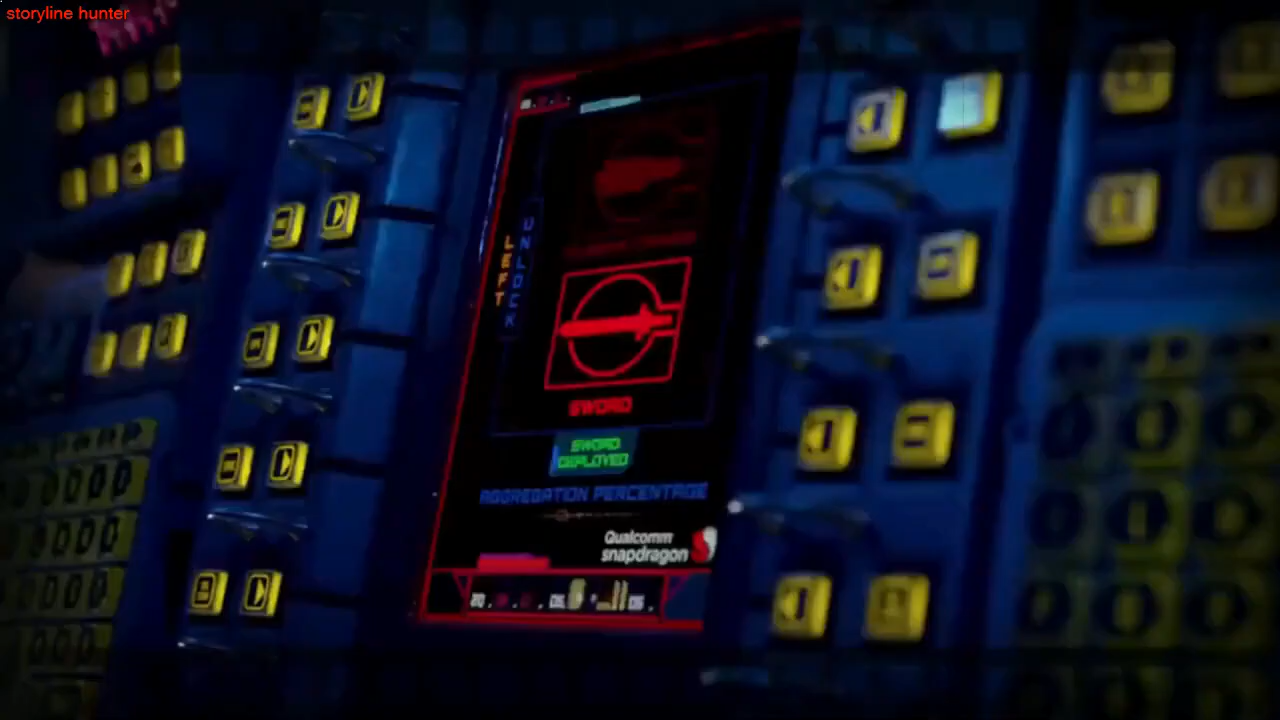 storyline hunter
LEFT
UNLOCK
SWORD
SWORD
DEPLOYED
AGGREGATION PERCENTAGE
Qualcomm
snapdragon